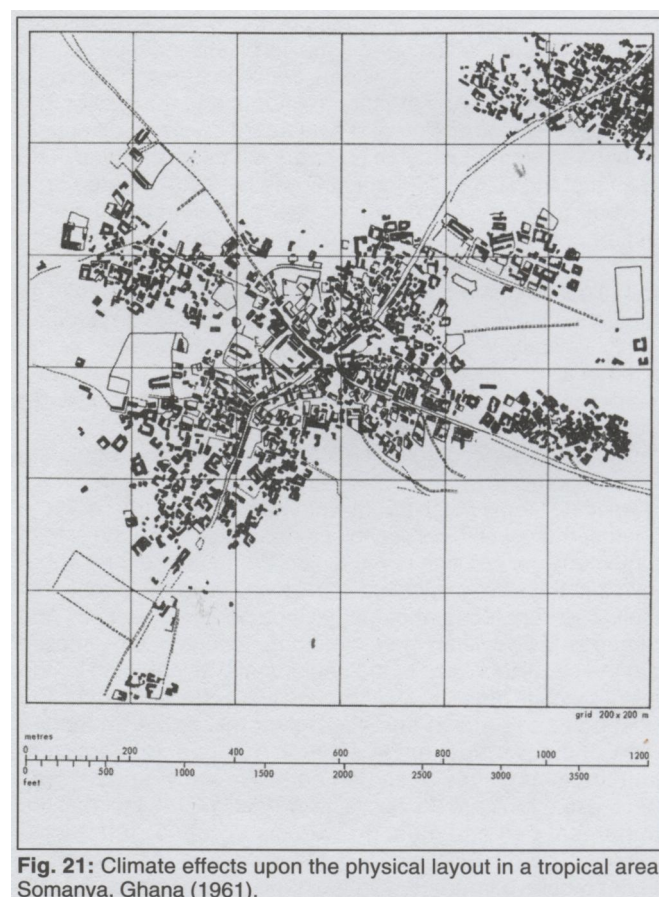 grid 200 x 200 m
metres
0 200 400 600 800 1000 1200
0 500 1000 1500 2000 2500 3000 3500
feet
Fig. 21: Climate effects upon the physical layout in a tropical area
Somanya, Ghana (1961).